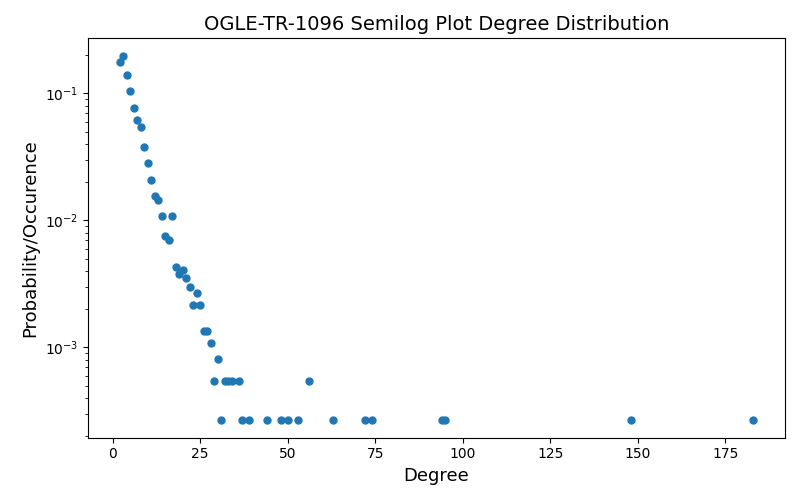 OGLE-TR-1096 Semilog Plot Degree Distribution
Probability/Occurence
10⁻¹
10⁻²
10⁻³
0 25 50 75 100 125 150 175
Degree